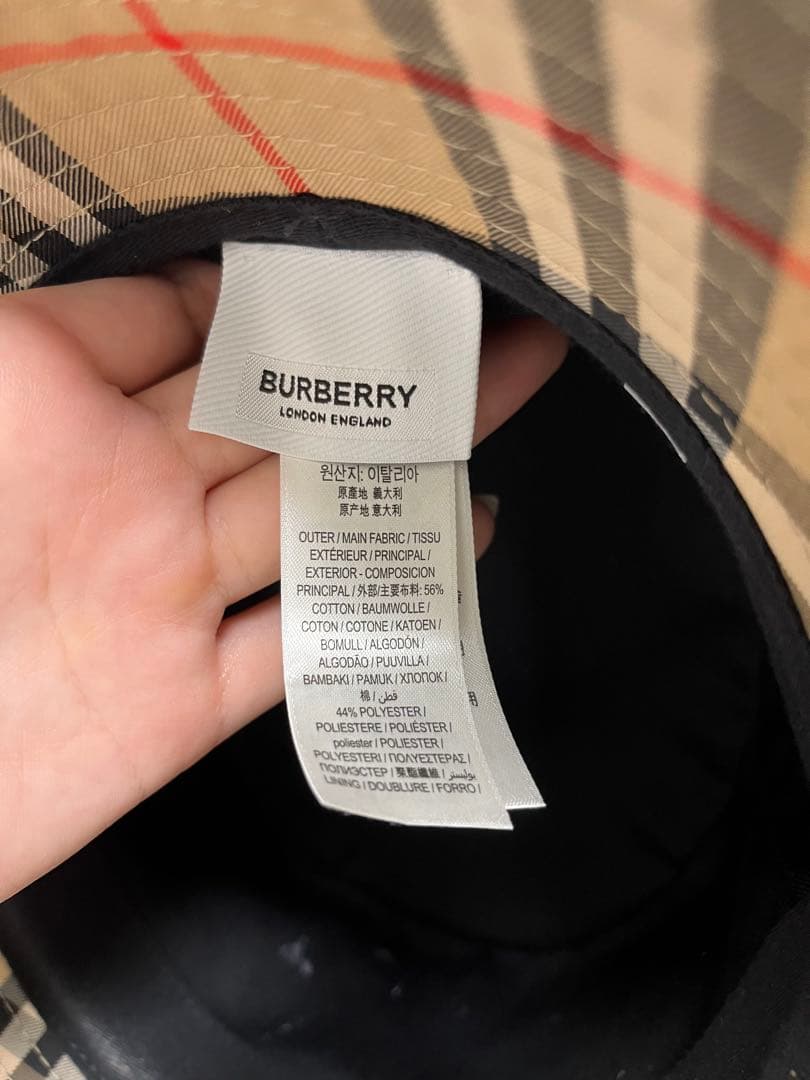 BURBERRY
LONDON ENGLAND
원산지: 이탈리아
原產地 義大利
原产地 意大利
OUTER / MAIN FABRIC / TISSU
EXTÉRIEUR / PRINCIPAL /
EXTERIOR - COMPOSICION
PRINCIPAL / 外部/主要布料: 56%
COTTON / BAUMWOLLE /
COTON / COTONE / KATOEN /
BOMULL / ALGODÓN /
ALGODÃO / PUUVILLA /
BAMBAKI / PAMUK / ХЛОПОК /
棉 / قطن /
44% POLYESTER /
POLIESTERE / POLIÉSTER /
poliester / POLIESTER /
POLYESTERI / ΠΟΛΥΕΣΤΕΡΑΣ /
ПОЛИЭСТЕР / 聚酯纖維 / بوليستر /
LINING / DOUBLURE / FORRO /
用